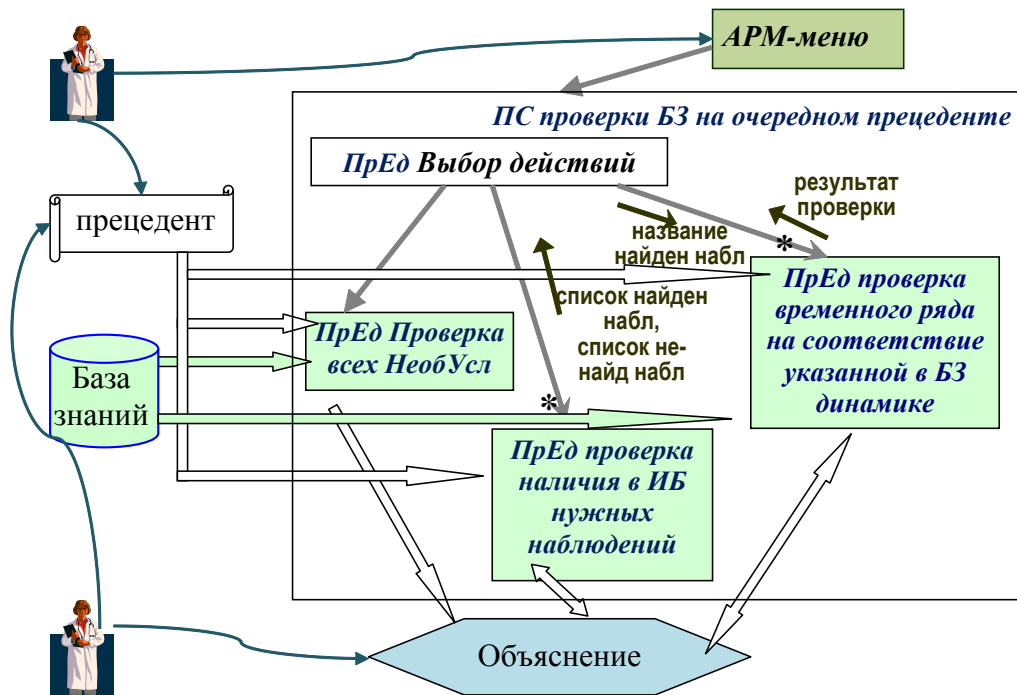 АРМ-меню
ПС проверки БЗ на очередном прецеденте
ПрЕд Выбор действий
результат
проверки
прецедент
название
найден набл
*
ПрЕд проверка
временного ряда
на соответствие
указанной в БЗ
динамике
список найден
набл,
список не-
найд набл
ПрЕд Проверка
всех НеобУсл
База
знаний
*
ПрЕд проверка
наличия в ИБ
нужных
наблюдений
Объяснение